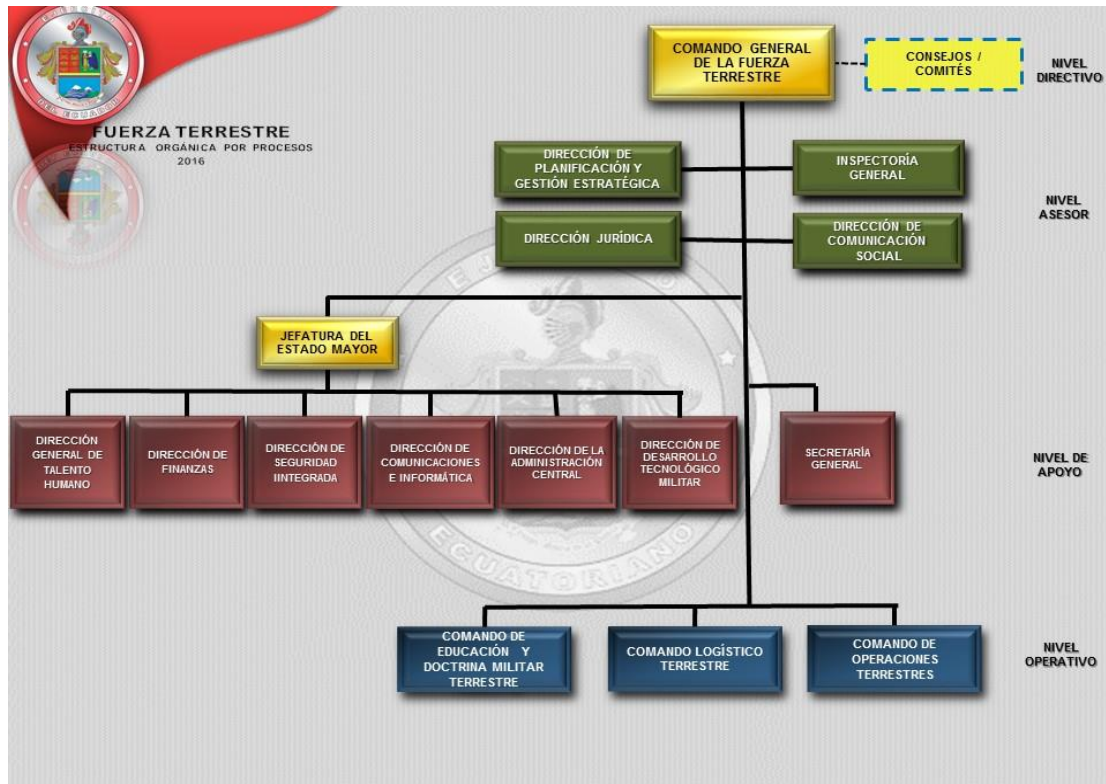 DEL ECUADOR
FUERZA TERRESTRE
ESTRUCTURA ORGÁNICA POR PROCESOS
2016
COMANDO GENERAL
DE LA FUERZA
TERRESTRE
CONSEJOS /
COMITÉS
NIVEL
DIRECTIVO
DIRECCIÓN DE
PLANIFICACIÓN Y
GESTIÓN ESTRATÉGICA
INSPECTORÍA
GENERAL
DIRECCIÓN JURÍDICA
DIRECCIÓN DE
COMUNICACIÓN
SOCIAL
NIVEL
ASESOR
JEFATURA DEL
ESTADO MAYOR
DIRECCIÓN
GENERAL DE
TALENTO
HUMANO
DIRECCIÓN DE
FINANZAS
DIRECCIÓN DE
SEGURIDAD
IINTEGRADA
DIRECCIÓN DE
COMUNICACIONES
E INFORMÁTICA
DIRECCIÓN DE LA
ADMINISTRACIÓN
CENTRAL
DIRECCIÓN DE
DESARROLLO
TECNOLÓGICO
MILITAR
SECRETARÍA
GENERAL
NIVEL DE
APOYO
ECUATORIANO
COMANDO DE
EDUCACIÓN Y
DOCTRINA MILITAR
TERRESTRE
COMANDO LOGÍSTICO
TERRESTRE
COMANDO DE
OPERACIONES
TERRESTRES
NIVEL
OPERATIVO